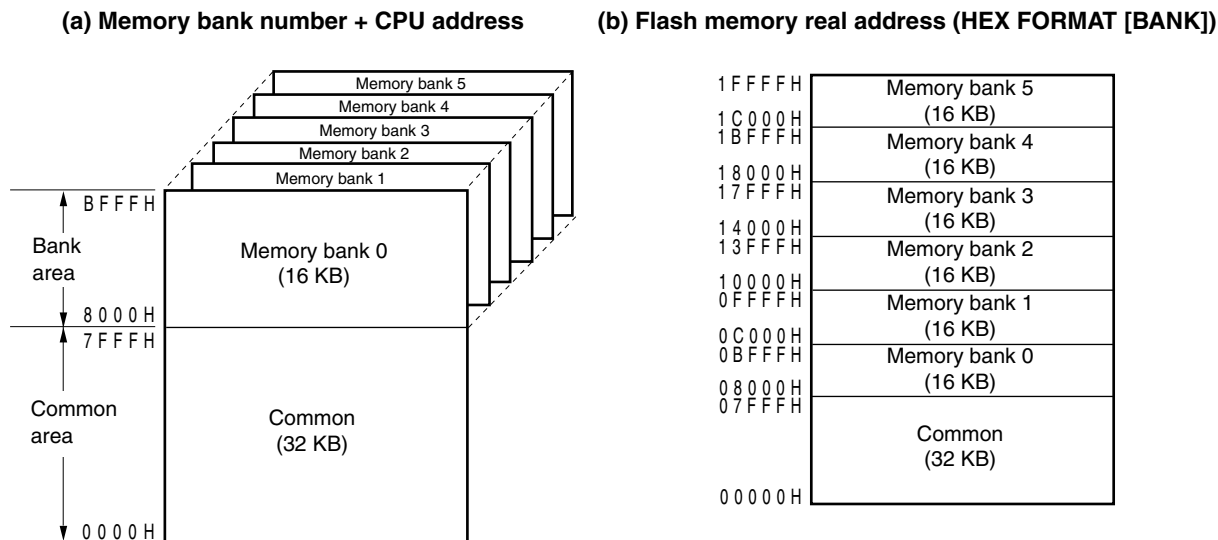 (a) Memory bank number + CPU address
Memory bank 5
Memory bank 4
Memory bank 3
Memory bank 2
Memory bank 1
BFFFH
Bank
area
Memory bank 0
(16 KB)
8000H
7FFFH
Common
area
Common
(32 KB)
0000H
(b) Flash memory real address (HEX FORMAT [BANK])
1FFFFH
Memory bank 5
(16 KB)
1C000H
1BFFFH
Memory bank 4
(16 KB)
18000H
17FFFH
Memory bank 3
(16 KB)
14000H
13FFFH
Memory bank 2
(16 KB)
10000H
0FFFFH
Memory bank 1
(16 KB)
0C000H
0BFFFH
Memory bank 0
(16 KB)
08000H
07FFFH
Common
(32 KB)
00000H